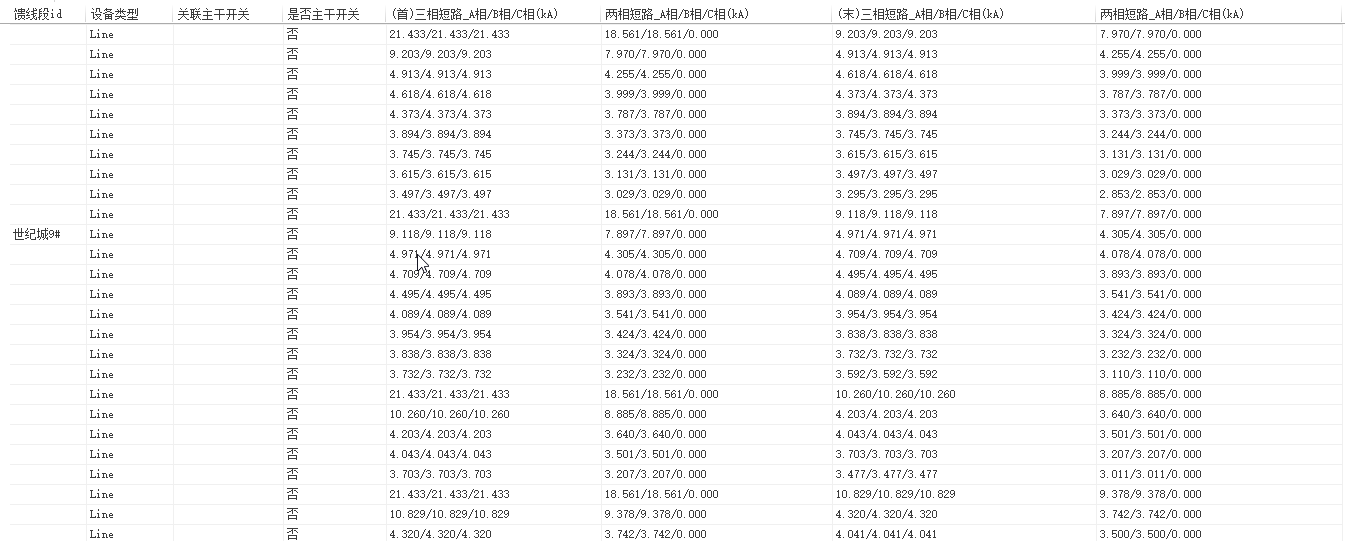 馈线段id 设备类型 关联主干开关 是否主干开关 (首)三相短路_A相/B相/C相(kA) 两相短路_A相/B相/C相(kA) (末)三相短路_A相/B相/C相(kA) 两相短路_A相/B相/C相(kA)
Line 否 21.433/21.433/21.433 18.561/18.561/0.000 9.203/9.203/9.203 7.970/7.970/0.000
Line 否 9.203/9.203/9.203 7.970/7.970/0.000 4.913/4.913/4.913 4.255/4.255/0.000
Line 否 4.913/4.913/4.913 4.255/4.255/0.000 4.618/4.618/4.618 3.999/3.999/0.000
Line 否 4.618/4.618/4.618 3.999/3.999/0.000 4.373/4.373/4.373 3.787/3.787/0.000
Line 否 4.373/4.373/4.373 3.787/3.787/0.000 3.894/3.894/3.894 3.373/3.373/0.000
Line 否 3.894/3.894/3.894 3.373/3.373/0.000 3.745/3.745/3.745 3.244/3.244/0.000
Line 否 3.745/3.745/3.745 3.244/3.244/0.000 3.615/3.615/3.615 3.131/3.131/0.000
Line 否 3.615/3.615/3.615 3.131/3.131/0.000 3.497/3.497/3.497 3.029/3.029/0.000
Line 否 3.497/3.497/3.497 3.029/3.029/0.000 3.295/3.295/3.295 2.853/2.853/0.000
Line 否 21.433/21.433/21.433 18.561/18.561/0.000 9.118/9.118/9.118 7.897/7.897/0.000
世纪城9# Line 否 9.118/9.118/9.118 7.897/7.897/0.000 4.971/4.971/4.971 4.305/4.305/0.000
Line 否 4.971/4.971/4.971 4.305/4.305/0.000 4.709/4.709/4.709 4.078/4.078/0.000
Line 否 4.709/4.709/4.709 4.078/4.078/0.000 4.495/4.495/4.495 3.893/3.893/0.000
Line 否 4.495/4.495/4.495 3.893/3.893/0.000 4.089/4.089/4.089 3.541/3.541/0.000
Line 否 4.089/4.089/4.089 3.541/3.541/0.000 3.954/3.954/3.954 3.424/3.424/0.000
Line 否 3.954/3.954/3.954 3.424/3.424/0.000 3.838/3.838/3.838 3.324/3.324/0.000
Line 否 3.838/3.838/3.838 3.324/3.324/0.000 3.732/3.732/3.732 3.232/3.232/0.000
Line 否 3.732/3.732/3.732 3.232/3.232/0.000 3.592/3.592/3.592 3.110/3.110/0.000
Line 否 21.433/21.433/21.433 18.561/18.561/0.000 10.260/10.260/10.260 8.885/8.885/0.000
Line 否 10.260/10.260/10.260 8.885/8.885/0.000 4.203/4.203/4.203 3.640/3.640/0.000
Line 否 4.203/4.203/4.203 3.640/3.640/0.000 4.043/4.043/4.043 3.501/3.501/0.000
Line 否 4.043/4.043/4.043 3.501/3.501/0.000 3.703/3.703/3.703 3.207/3.207/0.000
Line 否 3.703/3.703/3.703 3.207/3.207/0.000 3.477/3.477/3.477 3.011/3.011/0.000
Line 否 21.433/21.433/21.433 18.561/18.561/0.000 10.829/10.829/10.829 9.378/9.378/0.000
Line 否 10.829/10.829/10.829 9.378/9.378/0.000 4.320/4.320/4.320 3.742/3.742/0.000
Line 否 4.320/4.320/4.320 3.742/3.742/0.000 4.041/4.041/4.041 3.500/3.500/0.000